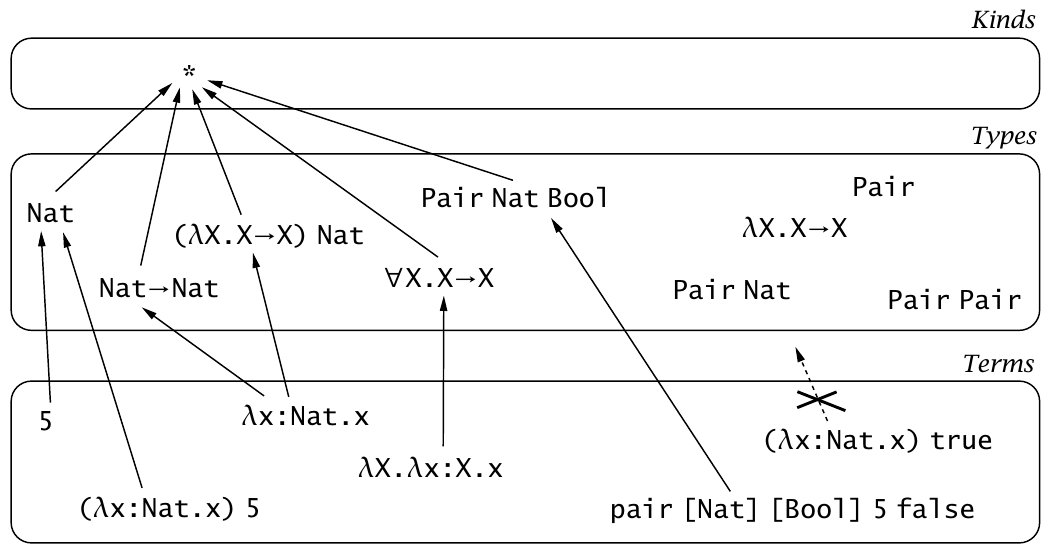 Kinds
*
Types
Nat
Pair Nat Bool
Pair
(λX.X→X) Nat
λX.X→X
Nat→Nat
∀X.X→X
Pair Nat
Pair Pair
Terms
5
λx:Nat.x
(λx:Nat.x) true
λX.λx:X.x
(λx:Nat.x) 5
pair [Nat] [Bool] 5 false